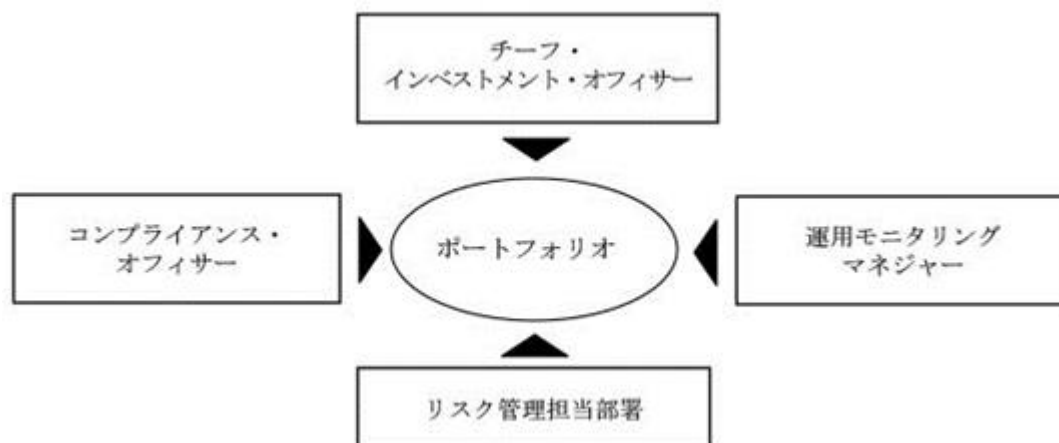 チーフ・
インベストメント・オフィサー
コンプライアンス・
オフィサー
ポートフォリオ
運用モニタリング
マネジャー
リスク管理担当部署